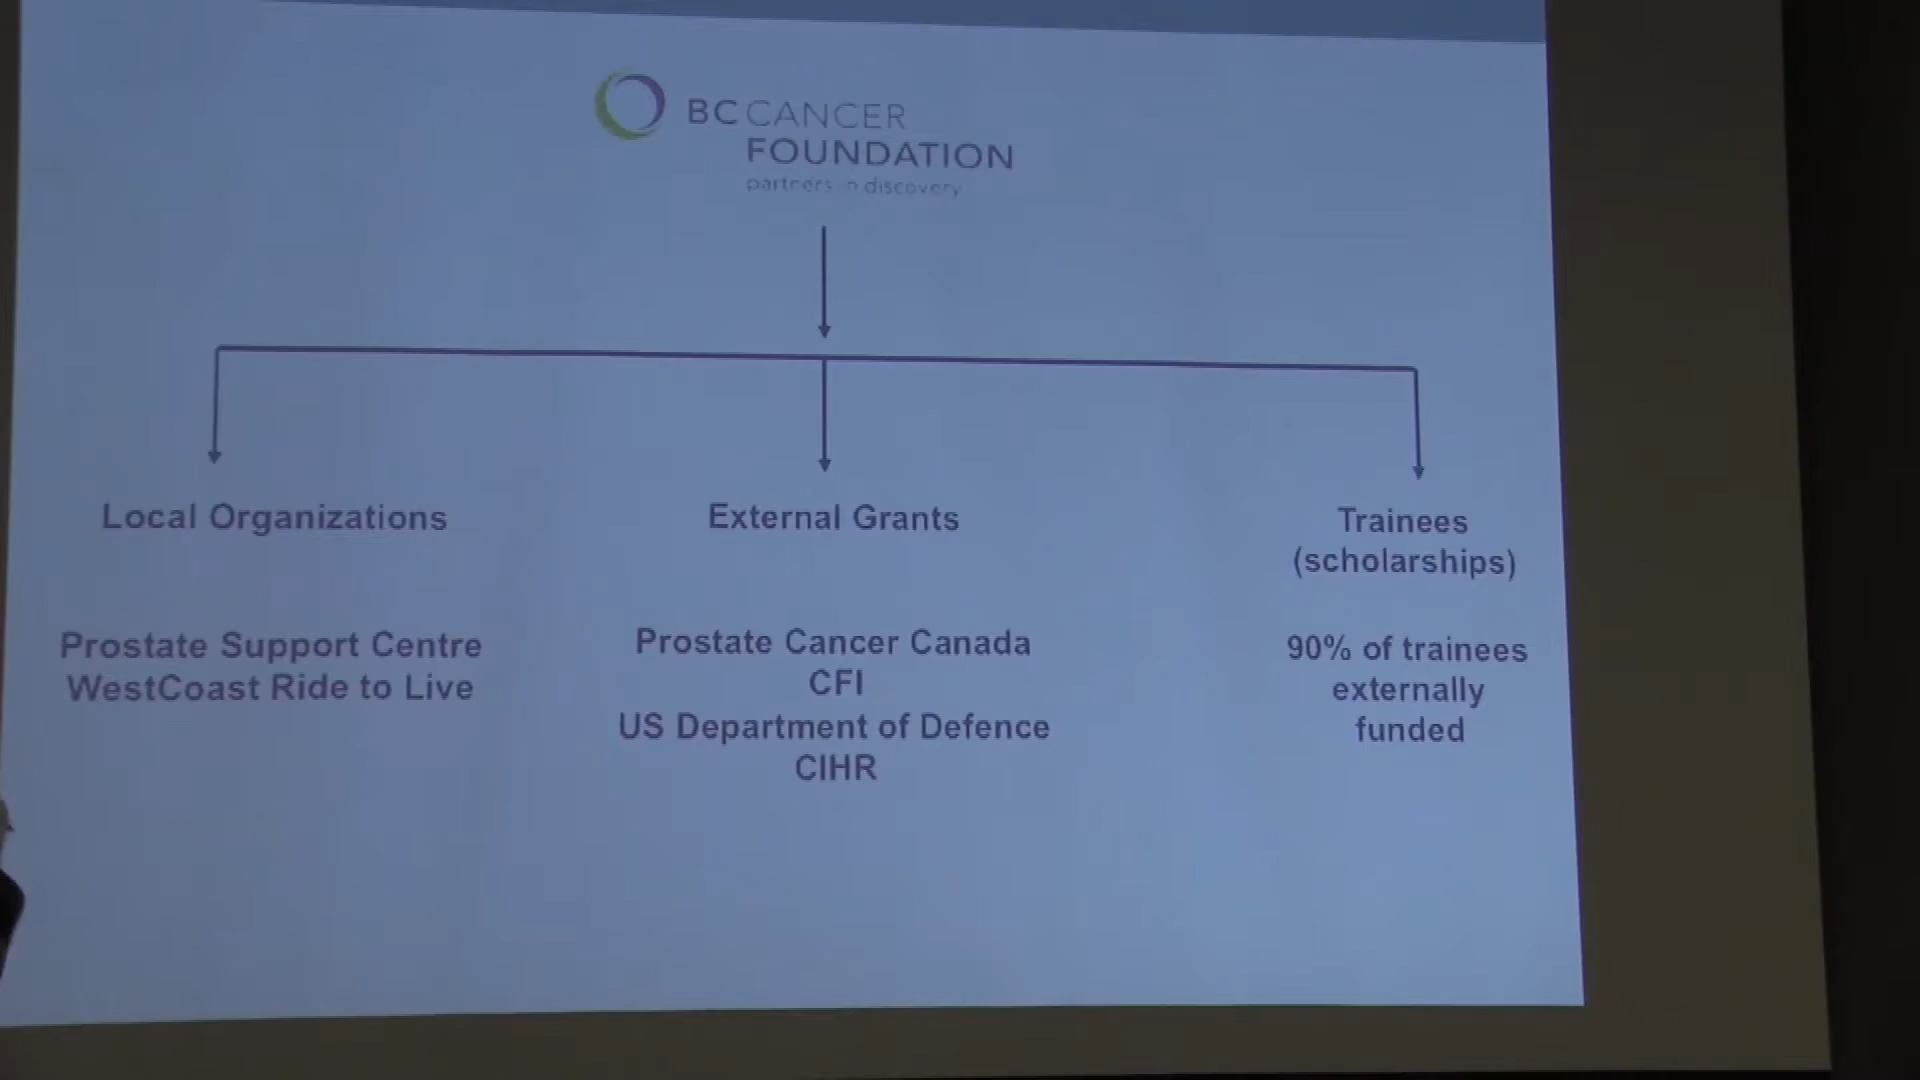 BC CANCER
FOUNDATION
partners in discovery
Local Organizations
Prostate Support Centre
WestCoast Ride to Live
External Grants
Prostate Cancer Canada
CFI
US Department of Defence
CIHR
Trainees
(scholarships)
90% of trainees
externally
funded